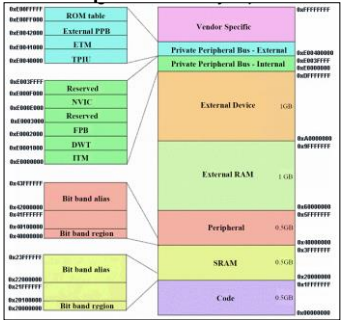 0xE00FFFFF
ROM table
0xE00FF000
External PPB
0xE0042000
ETM
0xE0041000
TPIU
0xE0040000
0xE003FFFF
Reserved
0xE000F000
NVIC
0xE000E000
Reserved
0xE0003000
FPB
0xE0002000
DWT
0xE0001000
ITM
0xE0000000
0x43FFFFFF
Bit band alias
0x42000000
0x41FFFFFF
0x40100000
Bit band region
0x40000000
0x23FFFFFF
Bit band alias
0x22000000
0x21FFFFFF
0x20100000
Bit band region
0x20000000
0xFFFFFFFF
Vendor Specific
Private Peripheral Bus - External
0xE0040000
0xE003FFFF
Private Peripheral Bus - Internal
0xE0000000
0xDFFFFFFF
External Device 1GB
0xA0000000
0x9FFFFFFF
External RAM 1 GB
0x60000000
0x5FFFFFFF
Peripheral 0.5GB
0x40000000
0x3FFFFFFF
SRAM 0.5GB
0x20000000
0x1FFFFFFF
Code 0.5GB
0x00000000